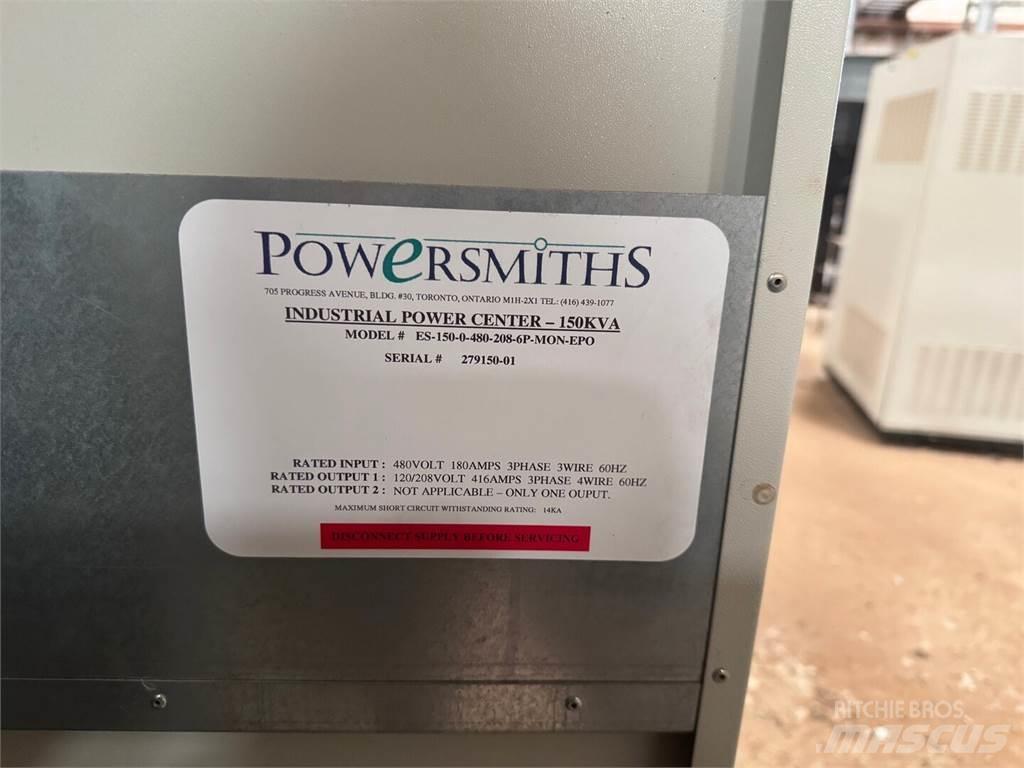 POWeRSMiTHS
705 PROGRESS AVENUE, BLDG. #30, TORONTO, ONTARIO M1H-2X1 TEL: (416) 439-1077
INDUSTRIAL POWER CENTER – 150KVA
MODEL # ES-150-0-480-208-6P-MON-EPO
SERIAL # 279150-01
RATED INPUT : 480VOLT 180AMPS 3PHASE 3WIRE 60HZ
RATED OUTPUT 1 : 120/208VOLT 416AMPS 3PHASE 4WIRE 60HZ
RATED OUTPUT 2 : NOT APPLICABLE – ONLY ONE OUPUT.
MAXIMUM SHORT CIRCUIT WITHSTANDING RATING: 14KA
DISCONNECT SUPPLY BEFORE SERVICING
RITCHIE BROS.
MASCUS